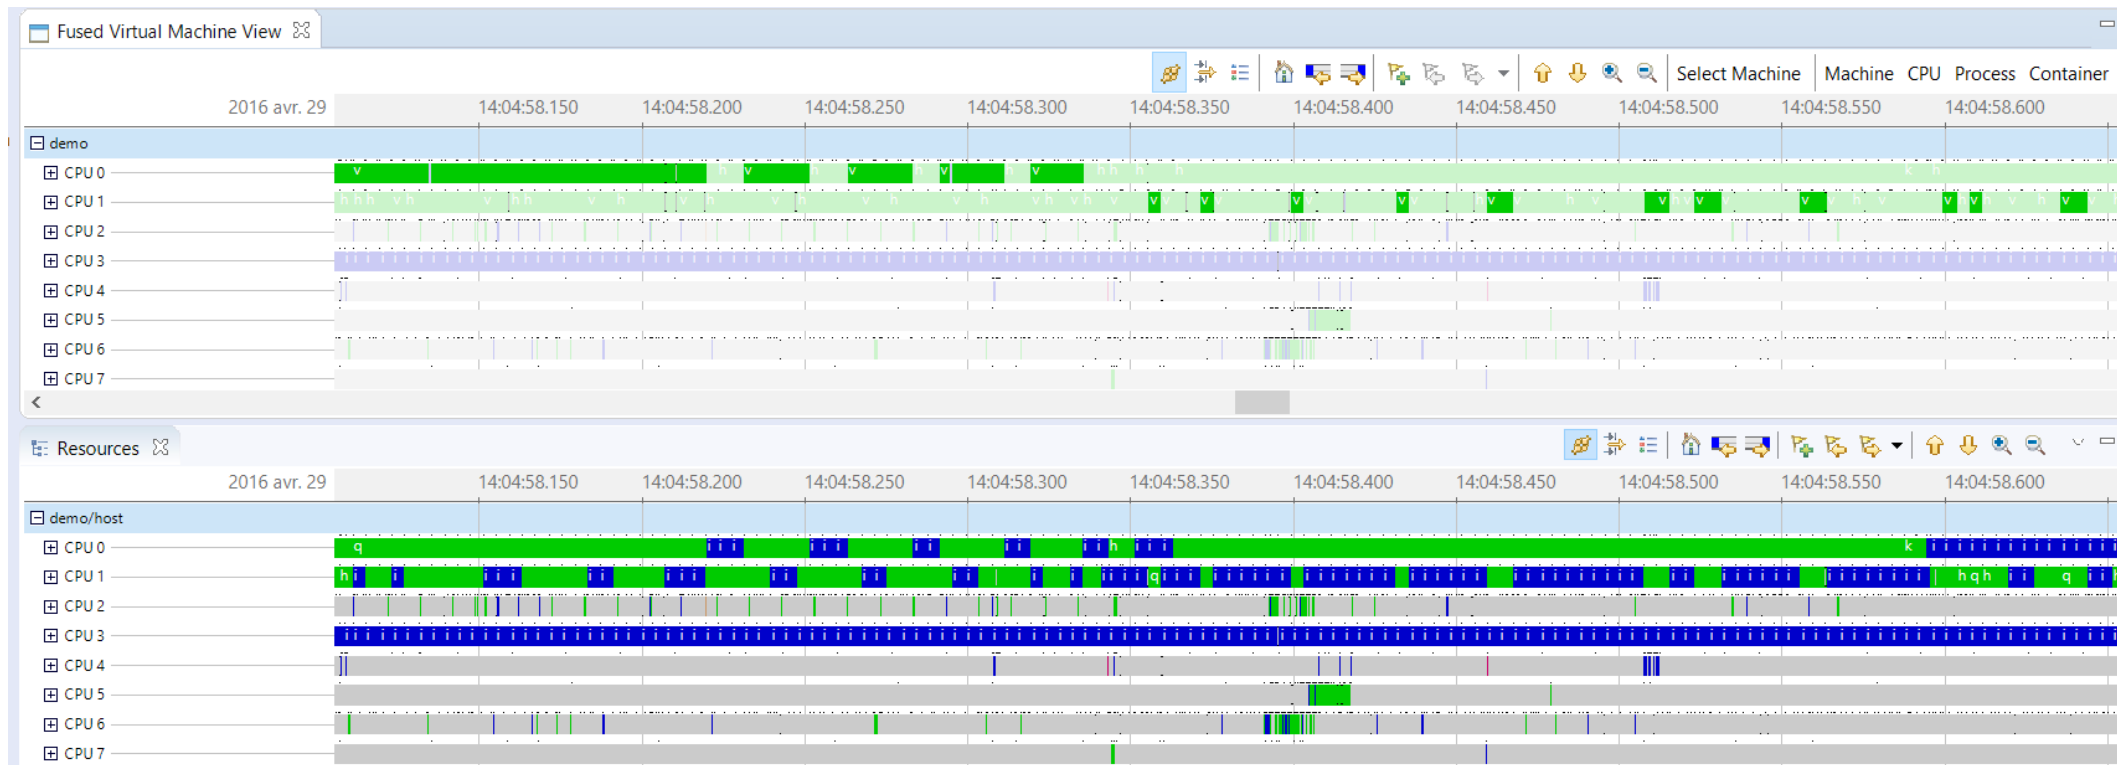 Fused Virtual Machine View
Select Machine Machine CPU Process Container
2016 avr. 29 14:04:58.150 14:04:58.200 14:04:58.250 14:04:58.300 14:04:58.350 14:04:58.400 14:04:58.450 14:04:58.500 14:04:58.550 14:04:58.600
demo
CPU 0
CPU 1
CPU 2
CPU 3
CPU 4
CPU 5
CPU 6
CPU 7
Resources
2016 avr. 29 14:04:58.150 14:04:58.200 14:04:58.250 14:04:58.300 14:04:58.350 14:04:58.400 14:04:58.450 14:04:58.500 14:04:58.550 14:04:58.600
demo/host
CPU 0
CPU 1
CPU 2
CPU 3
CPU 4
CPU 5
CPU 6
CPU 7